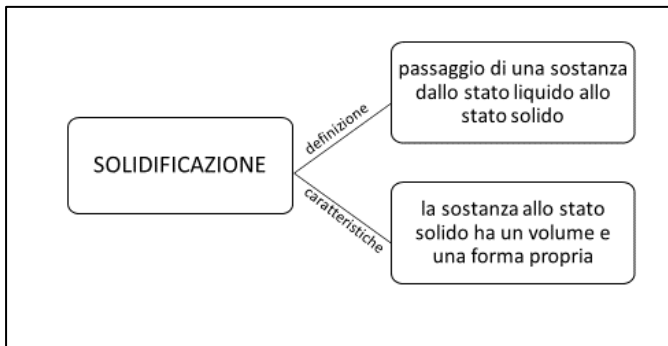 SOLIDIFICAZIONE
definizione
passaggio di una sostanza
dallo stato liquido allo
stato solido
caratteristiche
la sostanza allo stato
solido ha un volume e
una forma propria